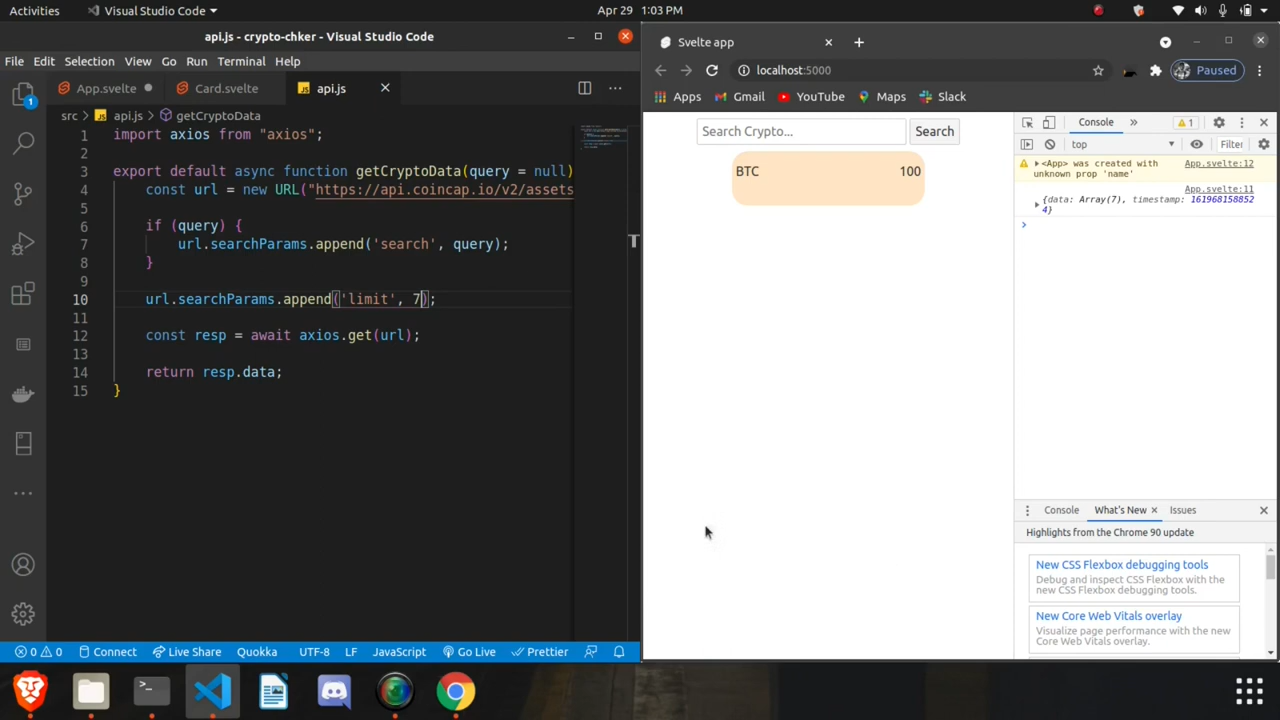 Activities
Visual Studio Code
Apr 29 1:03 PM
api.js - crypto-chker - Visual Studio Code
File Edit Selection View Go Run Terminal Help
App.svelte
Card.svelte
api.js
src > api.js > getCryptoData
1 import axios from "axios";
2
3 export default async function getCryptoData(query = null)
4 const url = new URL("https://api.coincap.io/v2/assets
5
6 if (query) {
7 url.searchParams.append('search', query);
8 }
9
10 url.searchParams.append('limit', 7);
11
12 const resp = await axios.get(url);
13
14 return resp.data;
15 }
1
0 0 Connect Live Share Quokka UTF-8 LF JavaScript Go Live Prettier
Svelte app
localhost:5000
Paused
Apps Gmail YouTube Maps Slack
Search Crypto...
Search
BTC 100
Console
1
top
Filter
<App> was created with App.svelte:12
unknown prop 'name'
App.svelte:11
{data: Array(7), timestamp: 161968158852
4}
Console What's New Issues
Highlights from the Chrome 90 update
New CSS Flexbox debugging tools
Debug and inspect CSS Flexbox with the
new CSS Flexbox debugging tools.
New Core Web Vitals overlay
Visualize page performance with the new
Core Web Vitals overlay.